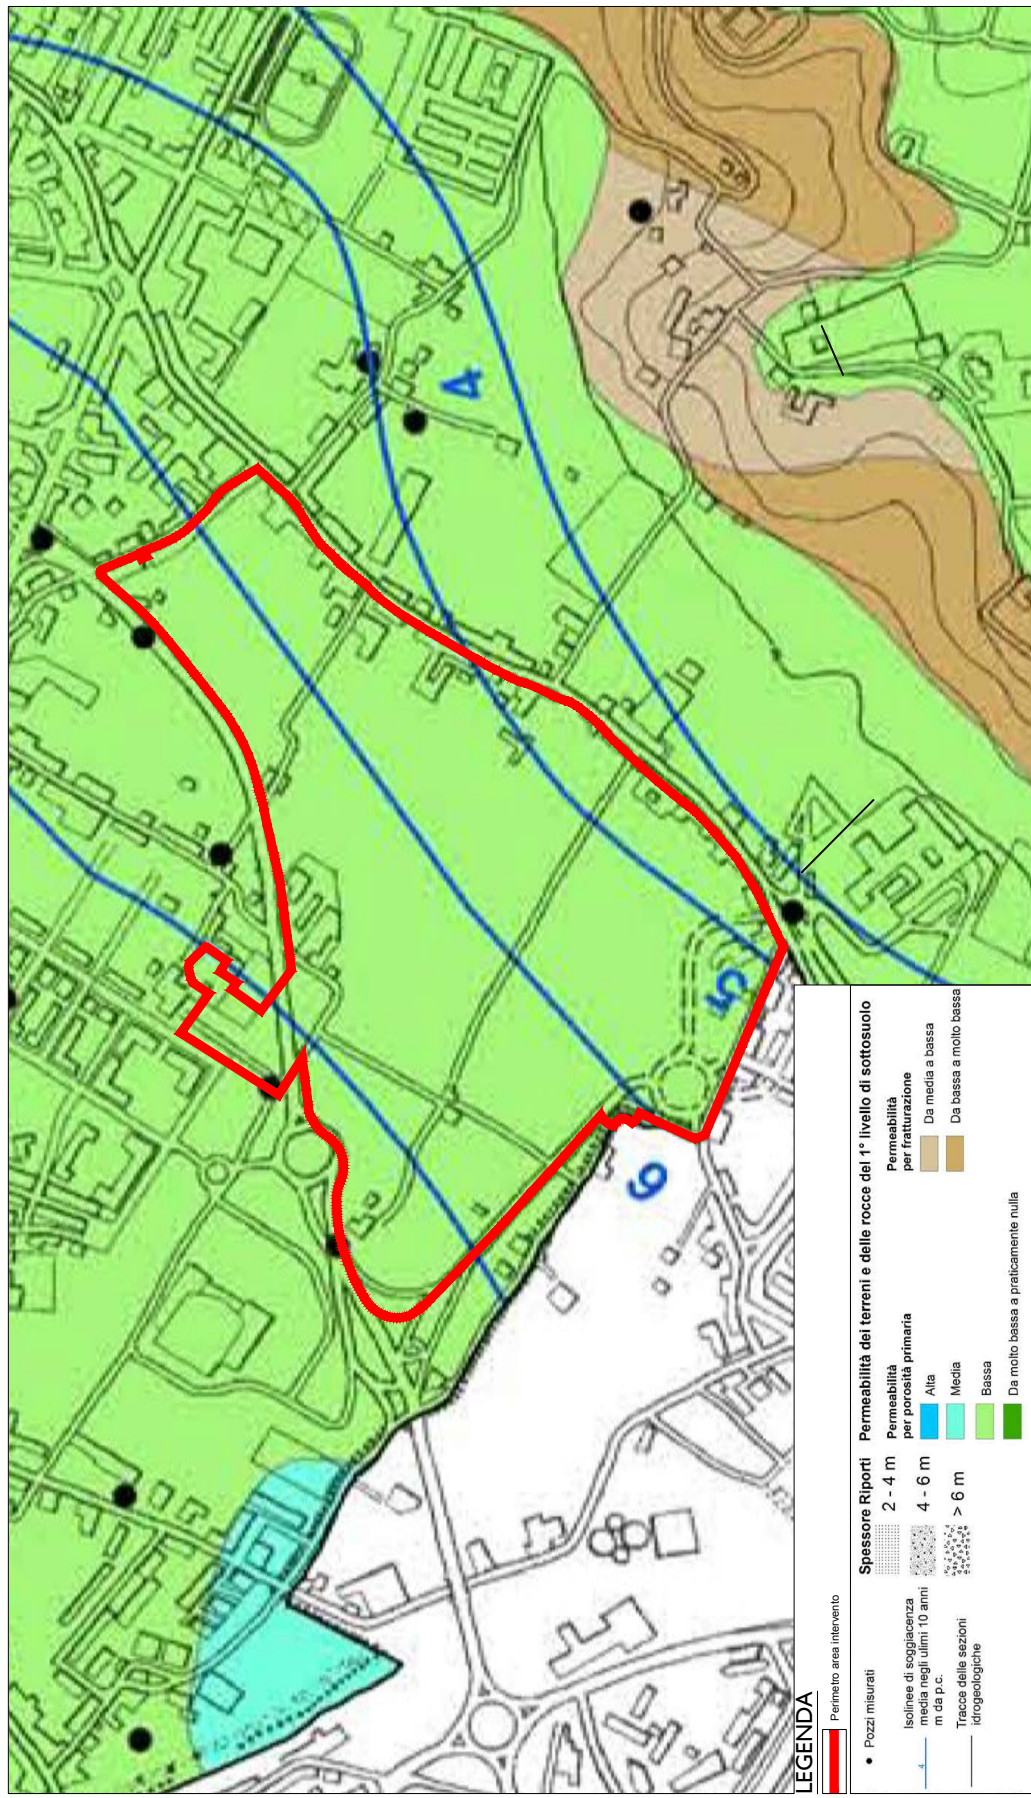 4
5
6
LEGENDA
Perimetro area intervento
Pozzi misurati
4
Isolinee di soggiacenza
media negli ulimi 10 anni
m da p.c.
Tracce delle sezioni
idrogeologiche
Spessore Riporti
2 - 4 m
4 - 6 m
> 6 m
Permeabilità dei terreni e delle rocce del 1° livello di sottosuolo
Permeabilità
per porosità primaria
Alta
Media
Bassa
Da molto bassa a praticamente nulla
Permeabilità
per fratturazione
Da media a bassa
Da bassa a molto bassa